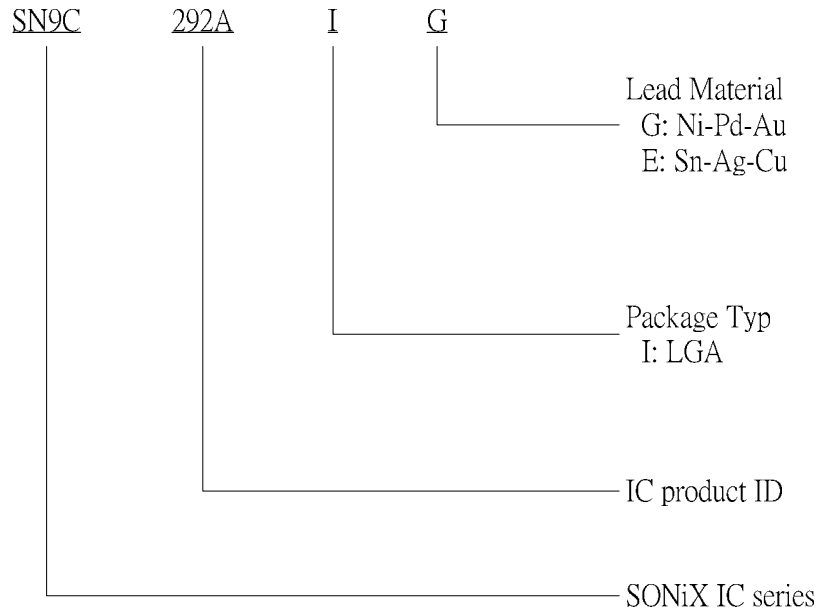 SN9C 292A I G
Lead Material
G: Ni-Pd-Au
E: Sn-Ag-Cu
Package Typ
I: LGA
IC product ID
SONiX IC series